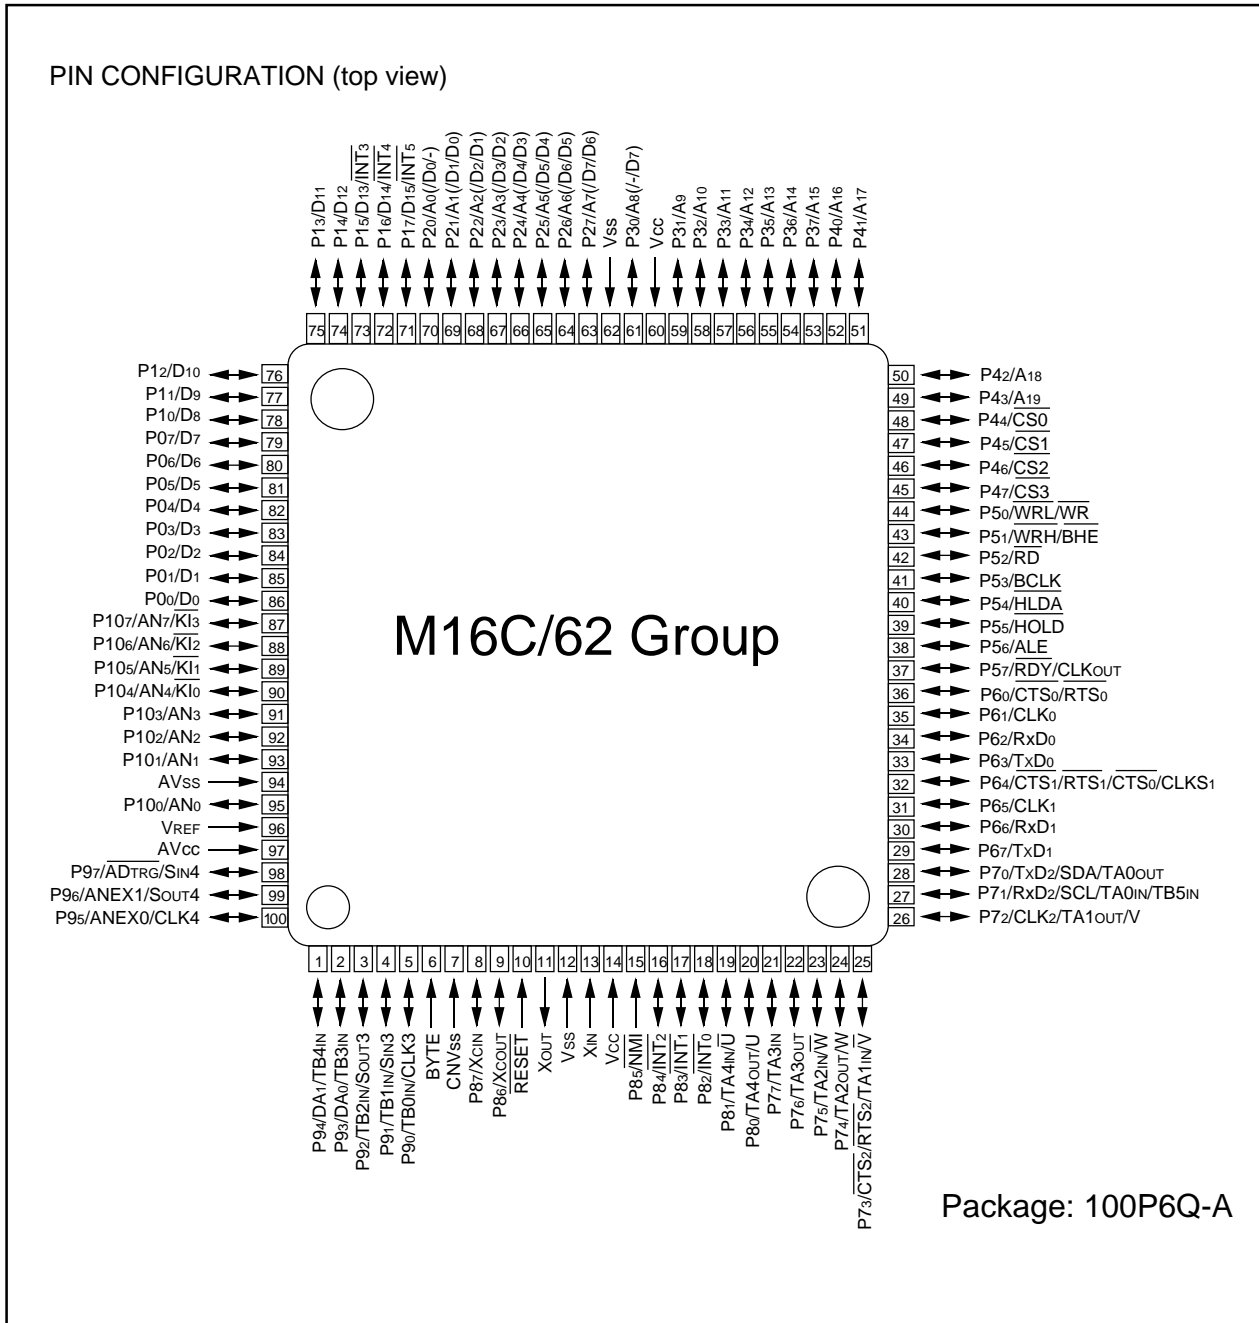 PIN CONFIGURATION (top view)
P13/D11
P14/D12
P15/D13/INT3
P16/D14/INT4
P17/D15/INT5
P20/A0(/D0/-)
P21/A1(/D1/D0)
P22/A2(/D2/D1)
P23/A3(/D3/D2)
P24/A4(/D4/D3)
P25/A5(/D5/D4)
P26/A6(/D6/D5)
P27/A7(/D7/D6)
Vss
P30/A8(/-/D7)
Vcc
P31/A9
P32/A10
P33/A11
P34/A12
P35/A13
P36/A14
P37/A15
P40/A16
P41/A17
75 74 73 72 71 70 69 68 67 66 65 64 63 62 61 60 59 58 57 56 55 54 53 52 51
P12/D10 76
P11/D9 77
P10/D8 78
P07/D7 79
P06/D6 80
P05/D5 81
P04/D4 82
P03/D3 83
P02/D2 84
P01/D1 85
P00/D0 86
P107/AN7/KI3 87
P106/AN6/KI2 88
P105/AN5/KI1 89
P104/AN4/KI0 90
P103/AN3 91
P102/AN2 92
P101/AN1 93
AVss 94
P100/AN0 95
VREF 96
AVcc 97
P97/ADTRG/SIN4 98
P96/ANEX1/SOUT4 99
P95/ANEX0/CLK4 100
M16C/62 Group
50 P42/A18
49 P43/A19
48 P44/CS0
47 P45/CS1
46 P46/CS2
45 P47/CS3
44 P50/WRL/WR
43 P51/WRH/BHE
42 P52/RD
41 P53/BCLK
40 P54/HLDA
39 P55/HOLD
38 P56/ALE
37 P57/RDY/CLKOUT
36 P60/CTS0/RTS0
35 P61/CLK0
34 P62/RxD0
33 P63/TXD0
32 P64/CTS1/RTS1/CTS0/CLKS1
31 P65/CLK1
30 P66/RxD1
29 P67/TXD1
28 P70/TXD2/SDA/TA0OUT
27 P71/RxD2/SCL/TA0IN/TB5IN
26 P72/CLK2/TA1OUT/V
1 2 3 4 5 6 7 8 9 10 11 12 13 14 15 16 17 18 19 20 21 22 23 24 25
P94/DA1/TB4IN
P93/DA0/TB3IN
P92/TB2IN/SOUT3
P91/TB1IN/SIN3
P90/TB0IN/CLK3
BYTE
CNVss
P87/XCIN
P86/XCOUT
RESET
XOUT
Vss
XIN
Vcc
P85/NMI
P84/INT2
P83/INT1
P82/INT0
P81/TA4IN/U
P80/TA4OUT/U
P77/TA3IN
P76/TA3OUT
P75/TA2IN/W
P74/TA2OUT/W
P73/CTS2/RTS2/TA1IN/V
Package: 100P6Q-A